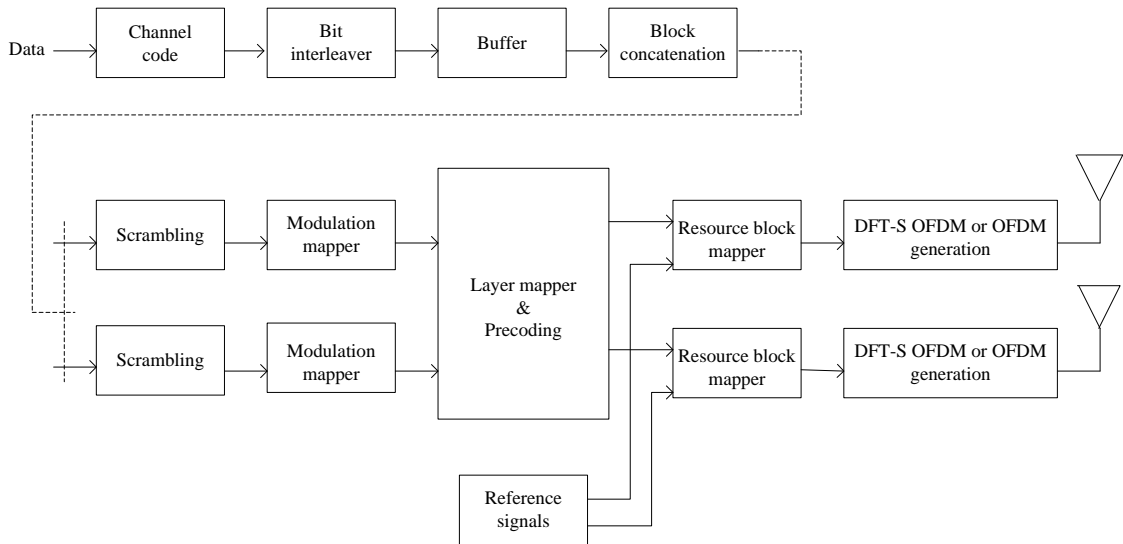 Data
Channel
code
Bit
interleaver
Buffer
Block
concatenation
Scrambling
Modulation
mapper
Layer mapper
&
Precoding
Resource block
mapper
DFT-S OFDM or OFDM
generation
Scrambling
Modulation
mapper
Resource block
mapper
DFT-S OFDM or OFDM
generation
Reference
signals